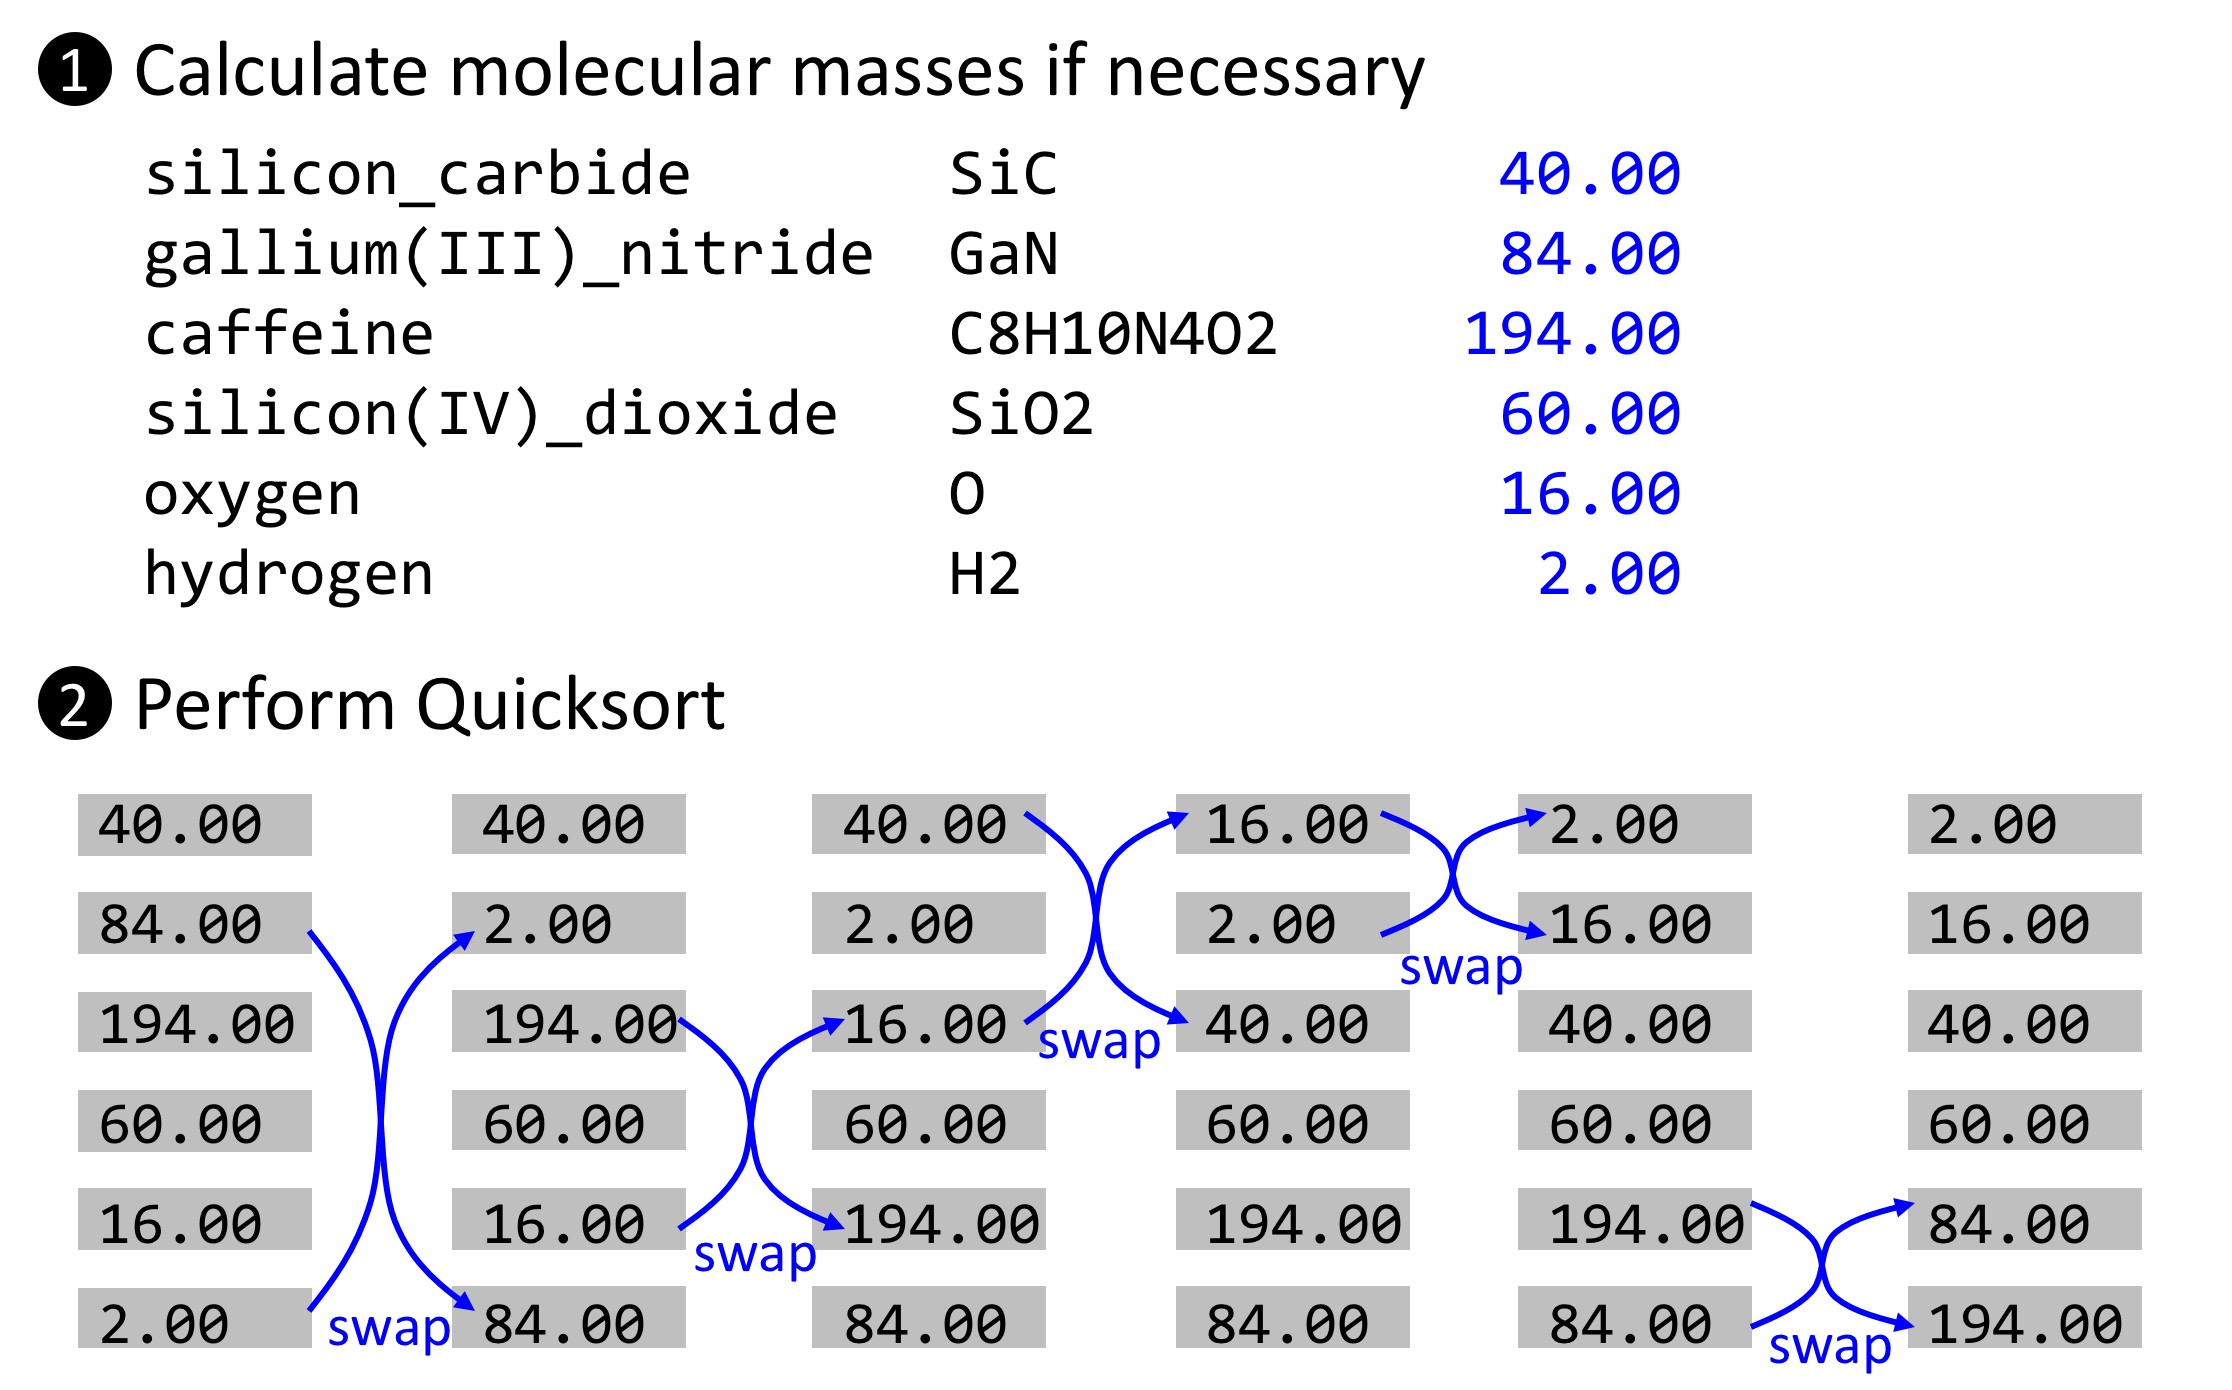 1 Calculate molecular masses if necessary
silicon_carbide SiC 40.00
gallium(III)_nitride GaN 84.00
caffeine C8H10N4O2 194.00
silicon(IV)_dioxide SiO2 60.00
oxygen O 16.00
hydrogen H2 2.00
2 Perform Quicksort
40.00 40.00 40.00 16.00 2.00 2.00
84.00 2.00 2.00 2.00 16.00 16.00
swap
194.00 194.00 16.00 40.00 40.00 40.00
swap
60.00 60.00 60.00 60.00 60.00 60.00
16.00 16.00 194.00 194.00 194.00 84.00
swap
2.00 84.00 84.00 84.00 84.00 194.00
swap swap